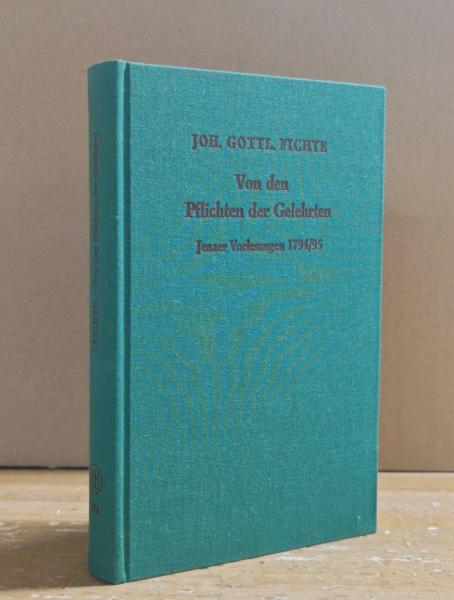 JOH. GOTTL. FICHTE
Von den
Pflichten der Gelehrten
Jenaer Vorlesungen 1794/95
FICHTE Von den Pflichten der Gelehrten